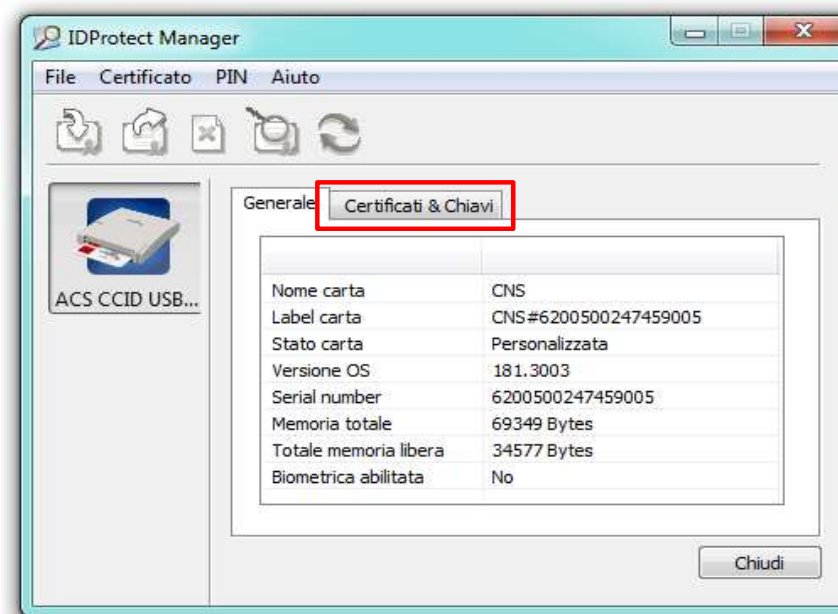 IDProtect Manager
File Certificato PIN Aiuto
Generale Certificati & Chiavi
ACS CCID USB...
Nome carta CNS
Label carta CNS#6200500247459005
Stato carta Personalizzata
Versione OS 181.3003
Serial number 6200500247459005
Memoria totale 69349 Bytes
Totale memoria libera 34577 Bytes
Biometrica abilitata No
Chiudi